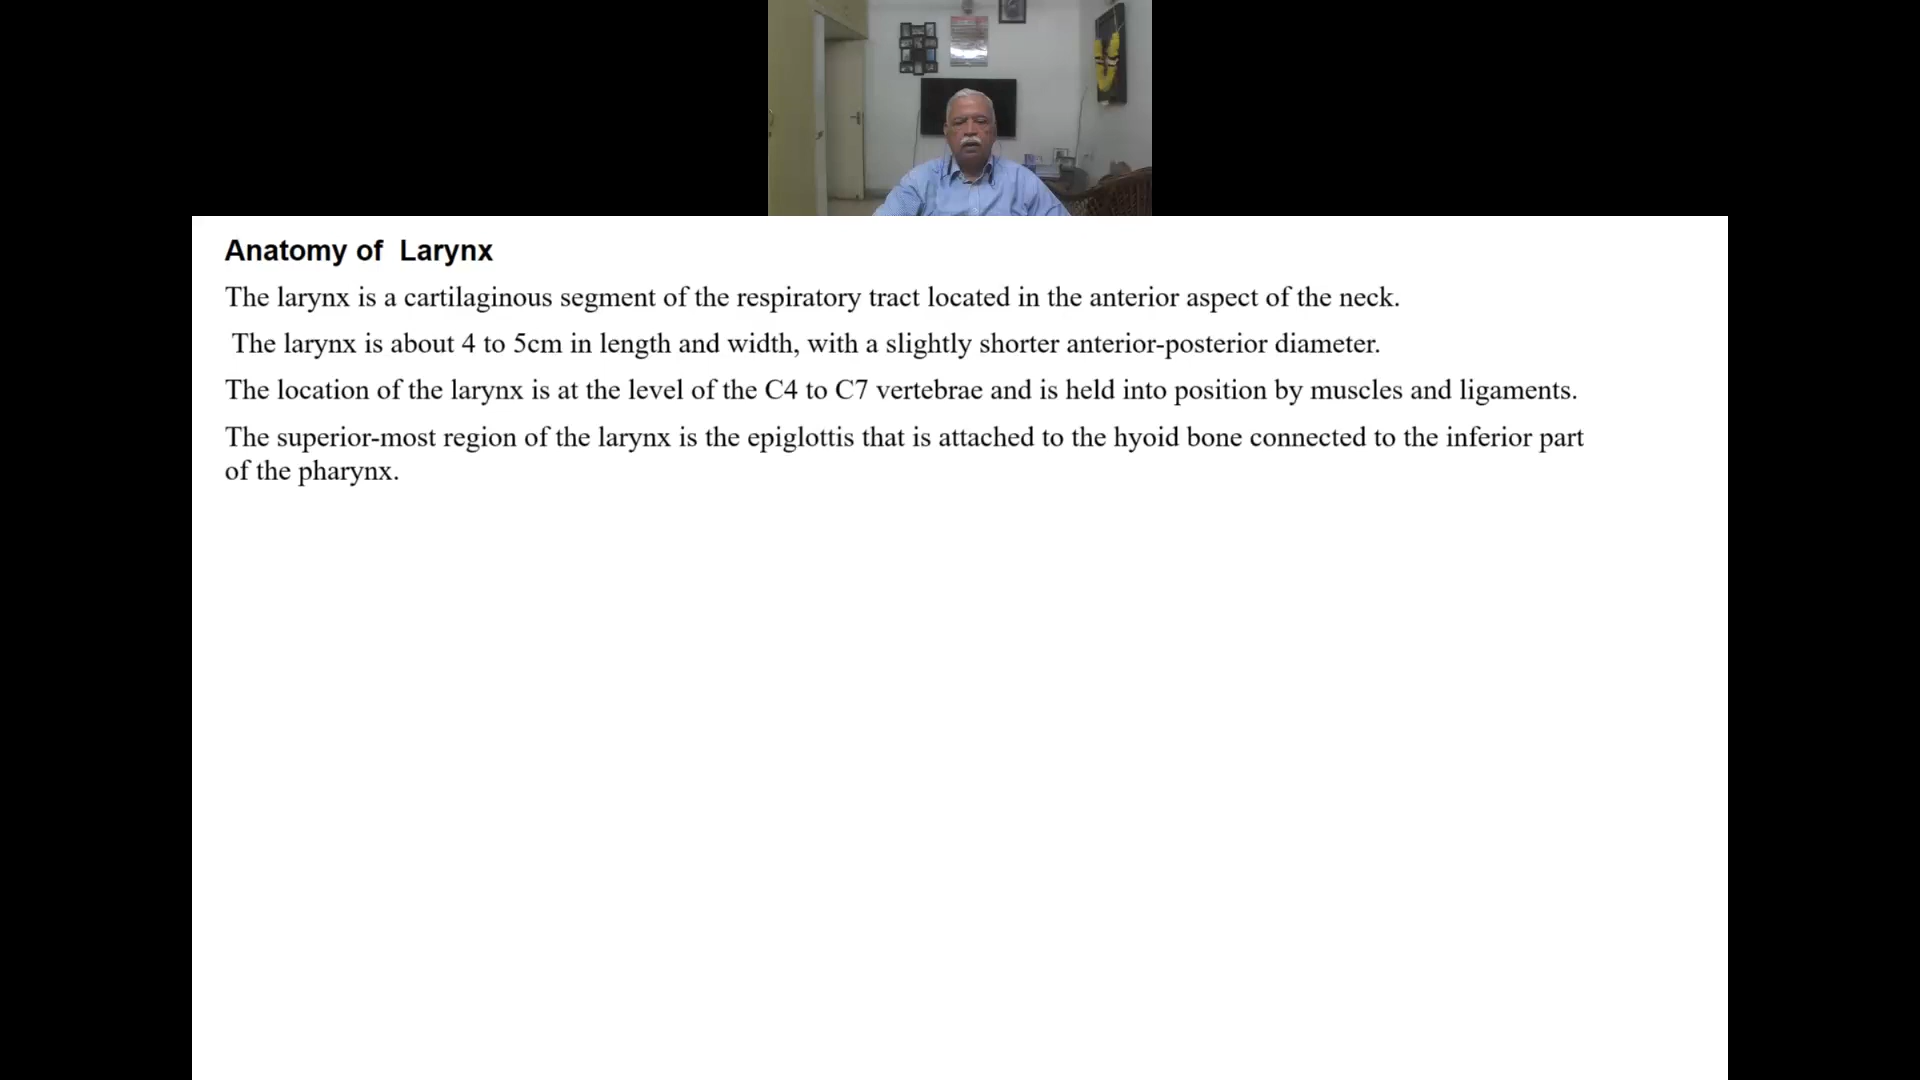 Anatomy of  Larynx
The larynx is a cartilaginous segment of the respiratory tract located in the anterior aspect of the neck.
The larynx is about 4 to 5cm in length and width, with a slightly shorter anterior-posterior diameter.
The location of the larynx is at the level of the C4 to C7 vertebrae and is held into position by muscles and ligaments.
The superior-most region of the larynx is the epiglottis that is attached to the hyoid bone connected to the inferior part
of the pharynx.